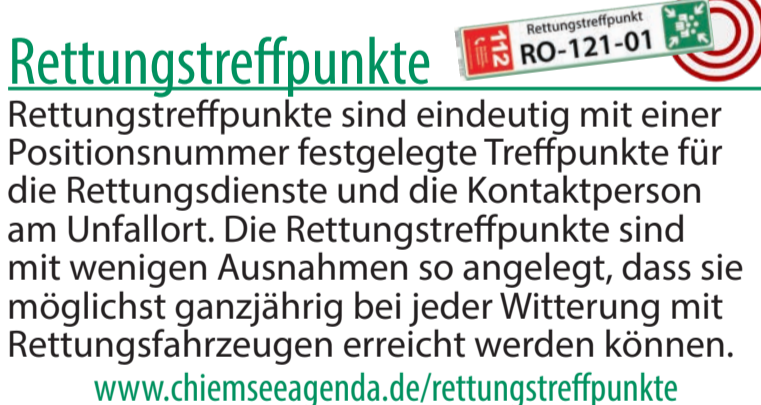 Rettungstreffpunkte
112
Rettungstreffpunkt
RO-121-01
Rettungstreffpunkte sind eindeutig mit einer
Positionsnummer festgelegte Treffpunkte für
die Rettungsdienste und die Kontaktperson
am Unfallort. Die Rettungstreffpunkte sind
mit wenigen Ausnahmen so angelegt, dass sie
möglichst ganzjährig bei jeder Witterung mit
Rettungsfahrzeugen erreicht werden können.
www.chiemseeagenda.de/rettungstreffpunkte